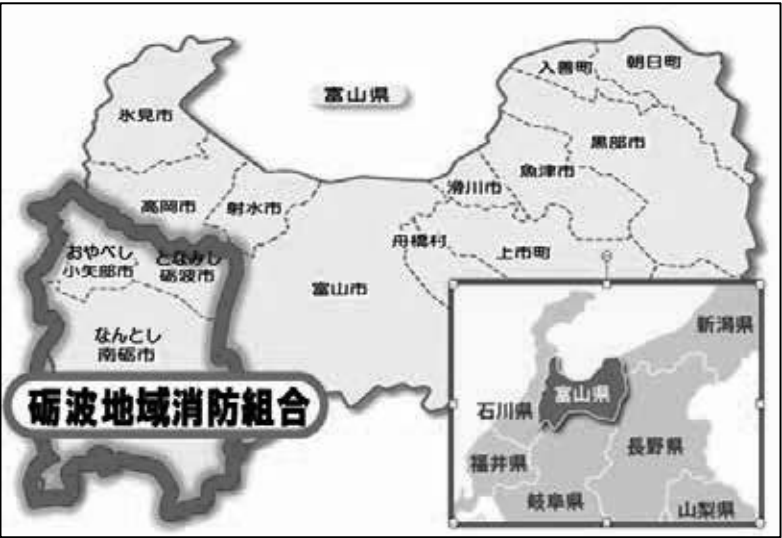 富山県
入善町
朝日町
氷見市
黒部市
魚津市
滑川市
高岡市
射水市
舟橋村
上市町
おやべし
小矢部市
となみし
砺波市
富山市
なんとし
南砺市
砺波地域消防組合
新潟県
富山県
石川県
長野県
福井県
岐阜県
山梨県